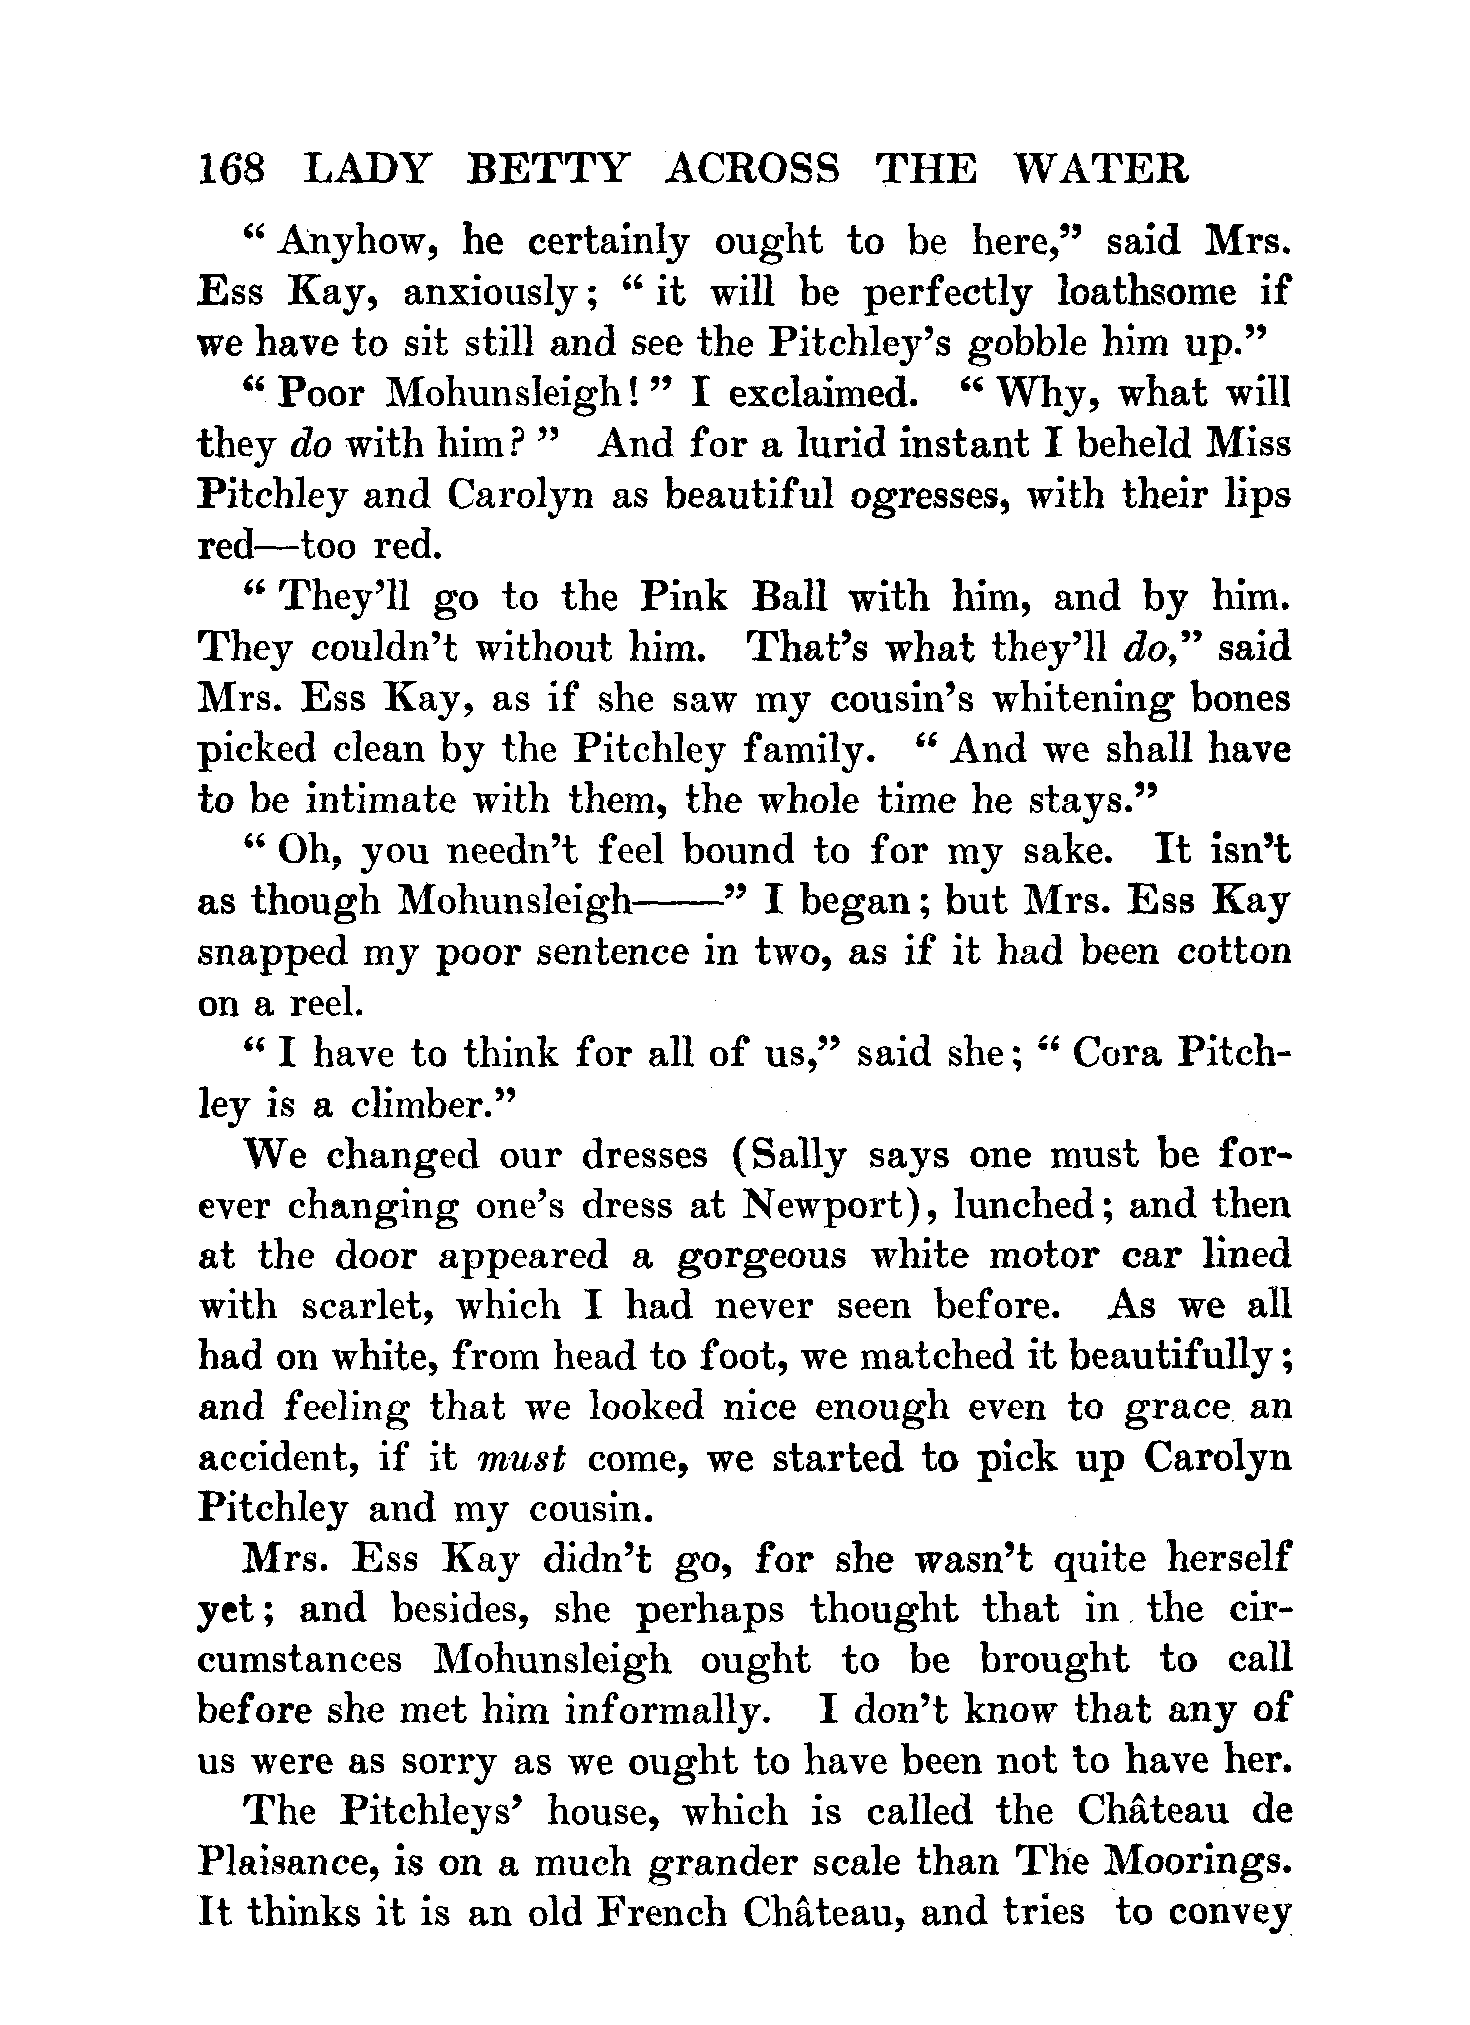 168 LADY BETTY ACROSS THE WATER
“ Anyhow, he certainly ought to be here,” said Mrs.
Ess Kay, anxiously; “ it will be perfectly loathsome if
we have to sit still and see the Pitchley’s gobble him up.”
“ Poor Mohunsleigh! ” I exclaimed. “ Why, what will
they do with him? ” And for a lurid instant I beheld Miss
Pitchley and Carolyn as beautiful ogresses, with their lips
red—too red.
“ They’ll go to the Pink Ball with him, and by him.
They couldn’t without him. That’s what they’ll do,” said
Mrs. Ess Kay, as if she saw my cousin’s whitening bones
picked clean by the Pitchley family. “ And we shall have
to be intimate with them, the whole time he stays.”
“ Oh, you needn’t feel bound to for my sake. It isn’t
as though Mohunsleigh——” I began; but Mrs. Ess Kay
snapped my poor sentence in two, as if it had been cotton
on a reel.
“ I have to think for all of us,” said she; “ Cora Pitch-
ley is a climber.”
We changed our dresses (Sally says one must be for-
ever changing one’s dress at Newport), lunched; and then
at the door appeared a gorgeous white motor car lined
with scarlet, which I had never seen before. As we all
had on white, from head to foot, we matched it beautifully;
and feeling that we looked nice enough even to grace an
accident, if it must come, we started to pick up Carolyn
Pitchley and my cousin.
Mrs. Ess Kay didn’t go, for she wasn’t quite herself
yet; and besides, she perhaps thought that in the cir-
cumstances Mohunsleigh ought to be brought to call
before she met him informally. I don’t know that any of
us were as sorry as we ought to have been not to have her.
The Pitchleys’ house, which is called the Château de
Plaisance, is on a much grander scale than The Moorings.
It thinks it is an old French Château, and tries to convey